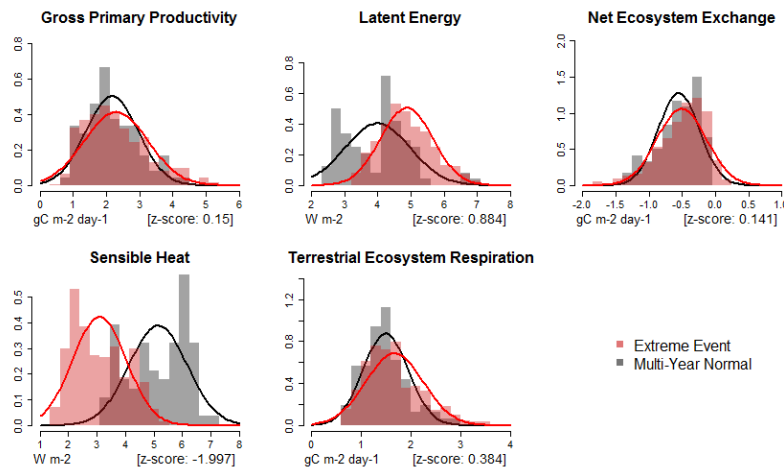 Gross Primary Productivity
0.0 0.2 0.4 0.6 0.8
0 1 2 3 4 5 6
gC m-2 day-1 [z-score: 0.15]
Latent Energy
0.0 0.2 0.4 0.6 0.8
2 3 4 5 6 7 8
W m-2 [z-score: 0.884]
Net Ecosystem Exchange
0.0 0.5 1.0 1.5 2.0
-2.0 -1.5 -1.0 -0.5 0.0 0.5 1.0
gC m-2 day-1 [z-score: 0.141]
Sensible Heat
0.0 0.1 0.2 0.3 0.4 0.5
1 2 3 4 5 6 7 8
W m-2 [z-score: -1.997]
Terrestrial Ecosystem Respiration
0.0 0.4 0.8 1.2
0 1 2 3 4
gC m-2 day-1 [z-score: 0.384]
Extreme Event
Multi-Year Normal